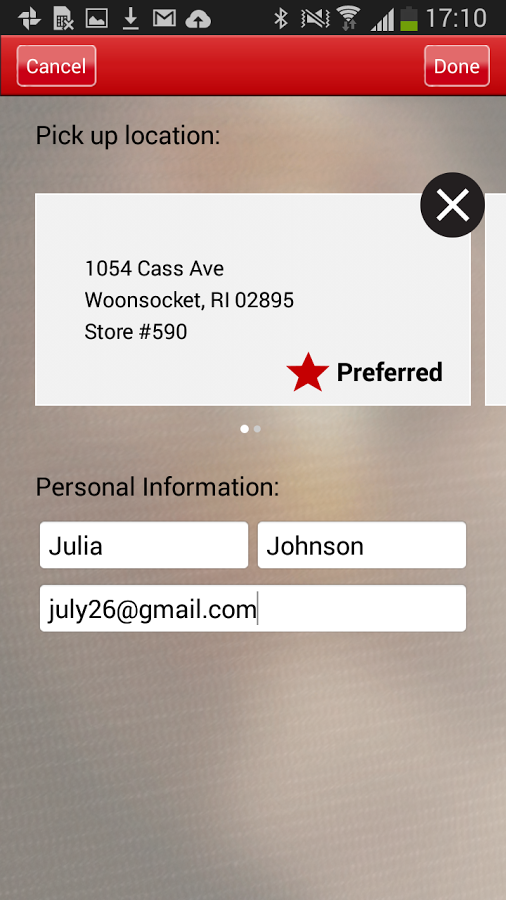 17:10
Cancel
Done
Pick up location:
1054 Cass Ave
Woonsocket, RI 02895
Store #590
Preferred
Personal Information:
Julia
Johnson
july26@gmail.com